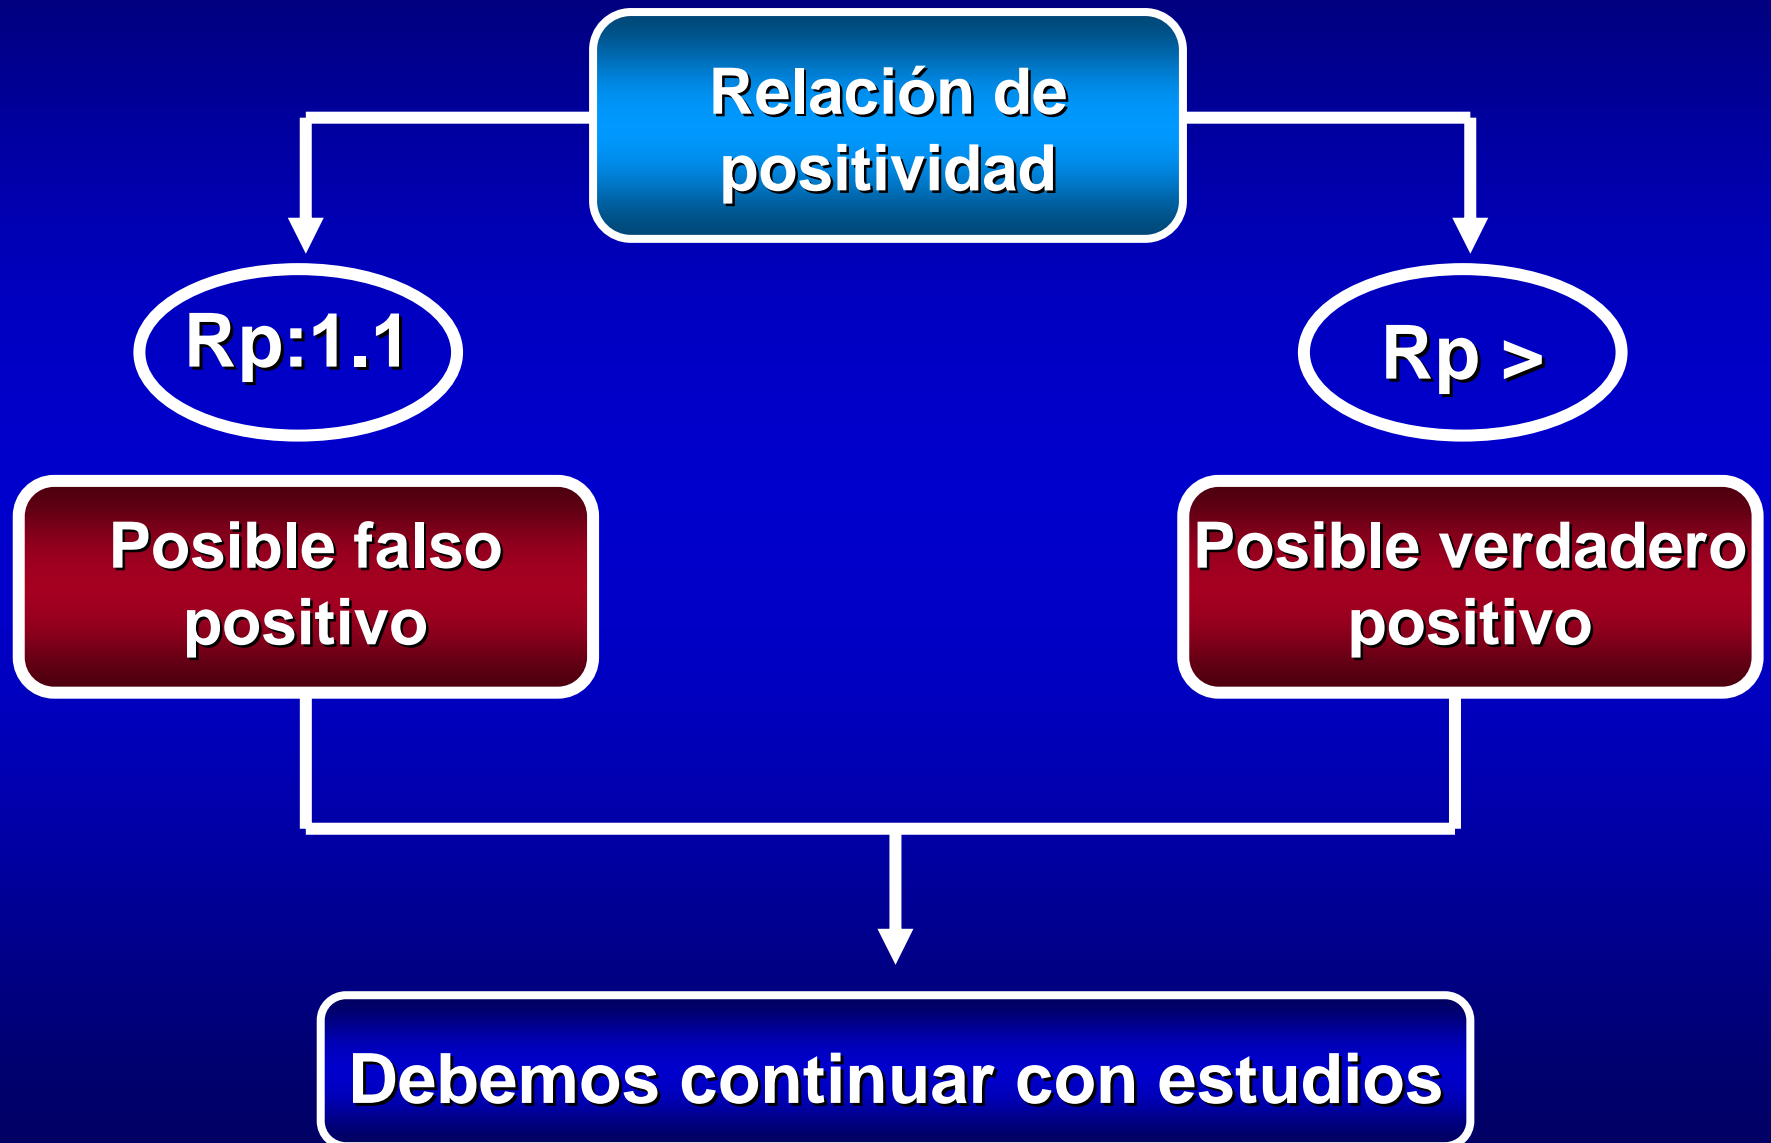 Relación de
positividad
Rp:1.1
Rp >
Posible falso
positivo
Posible verdadero
positivo
Debemos continuar con estudios